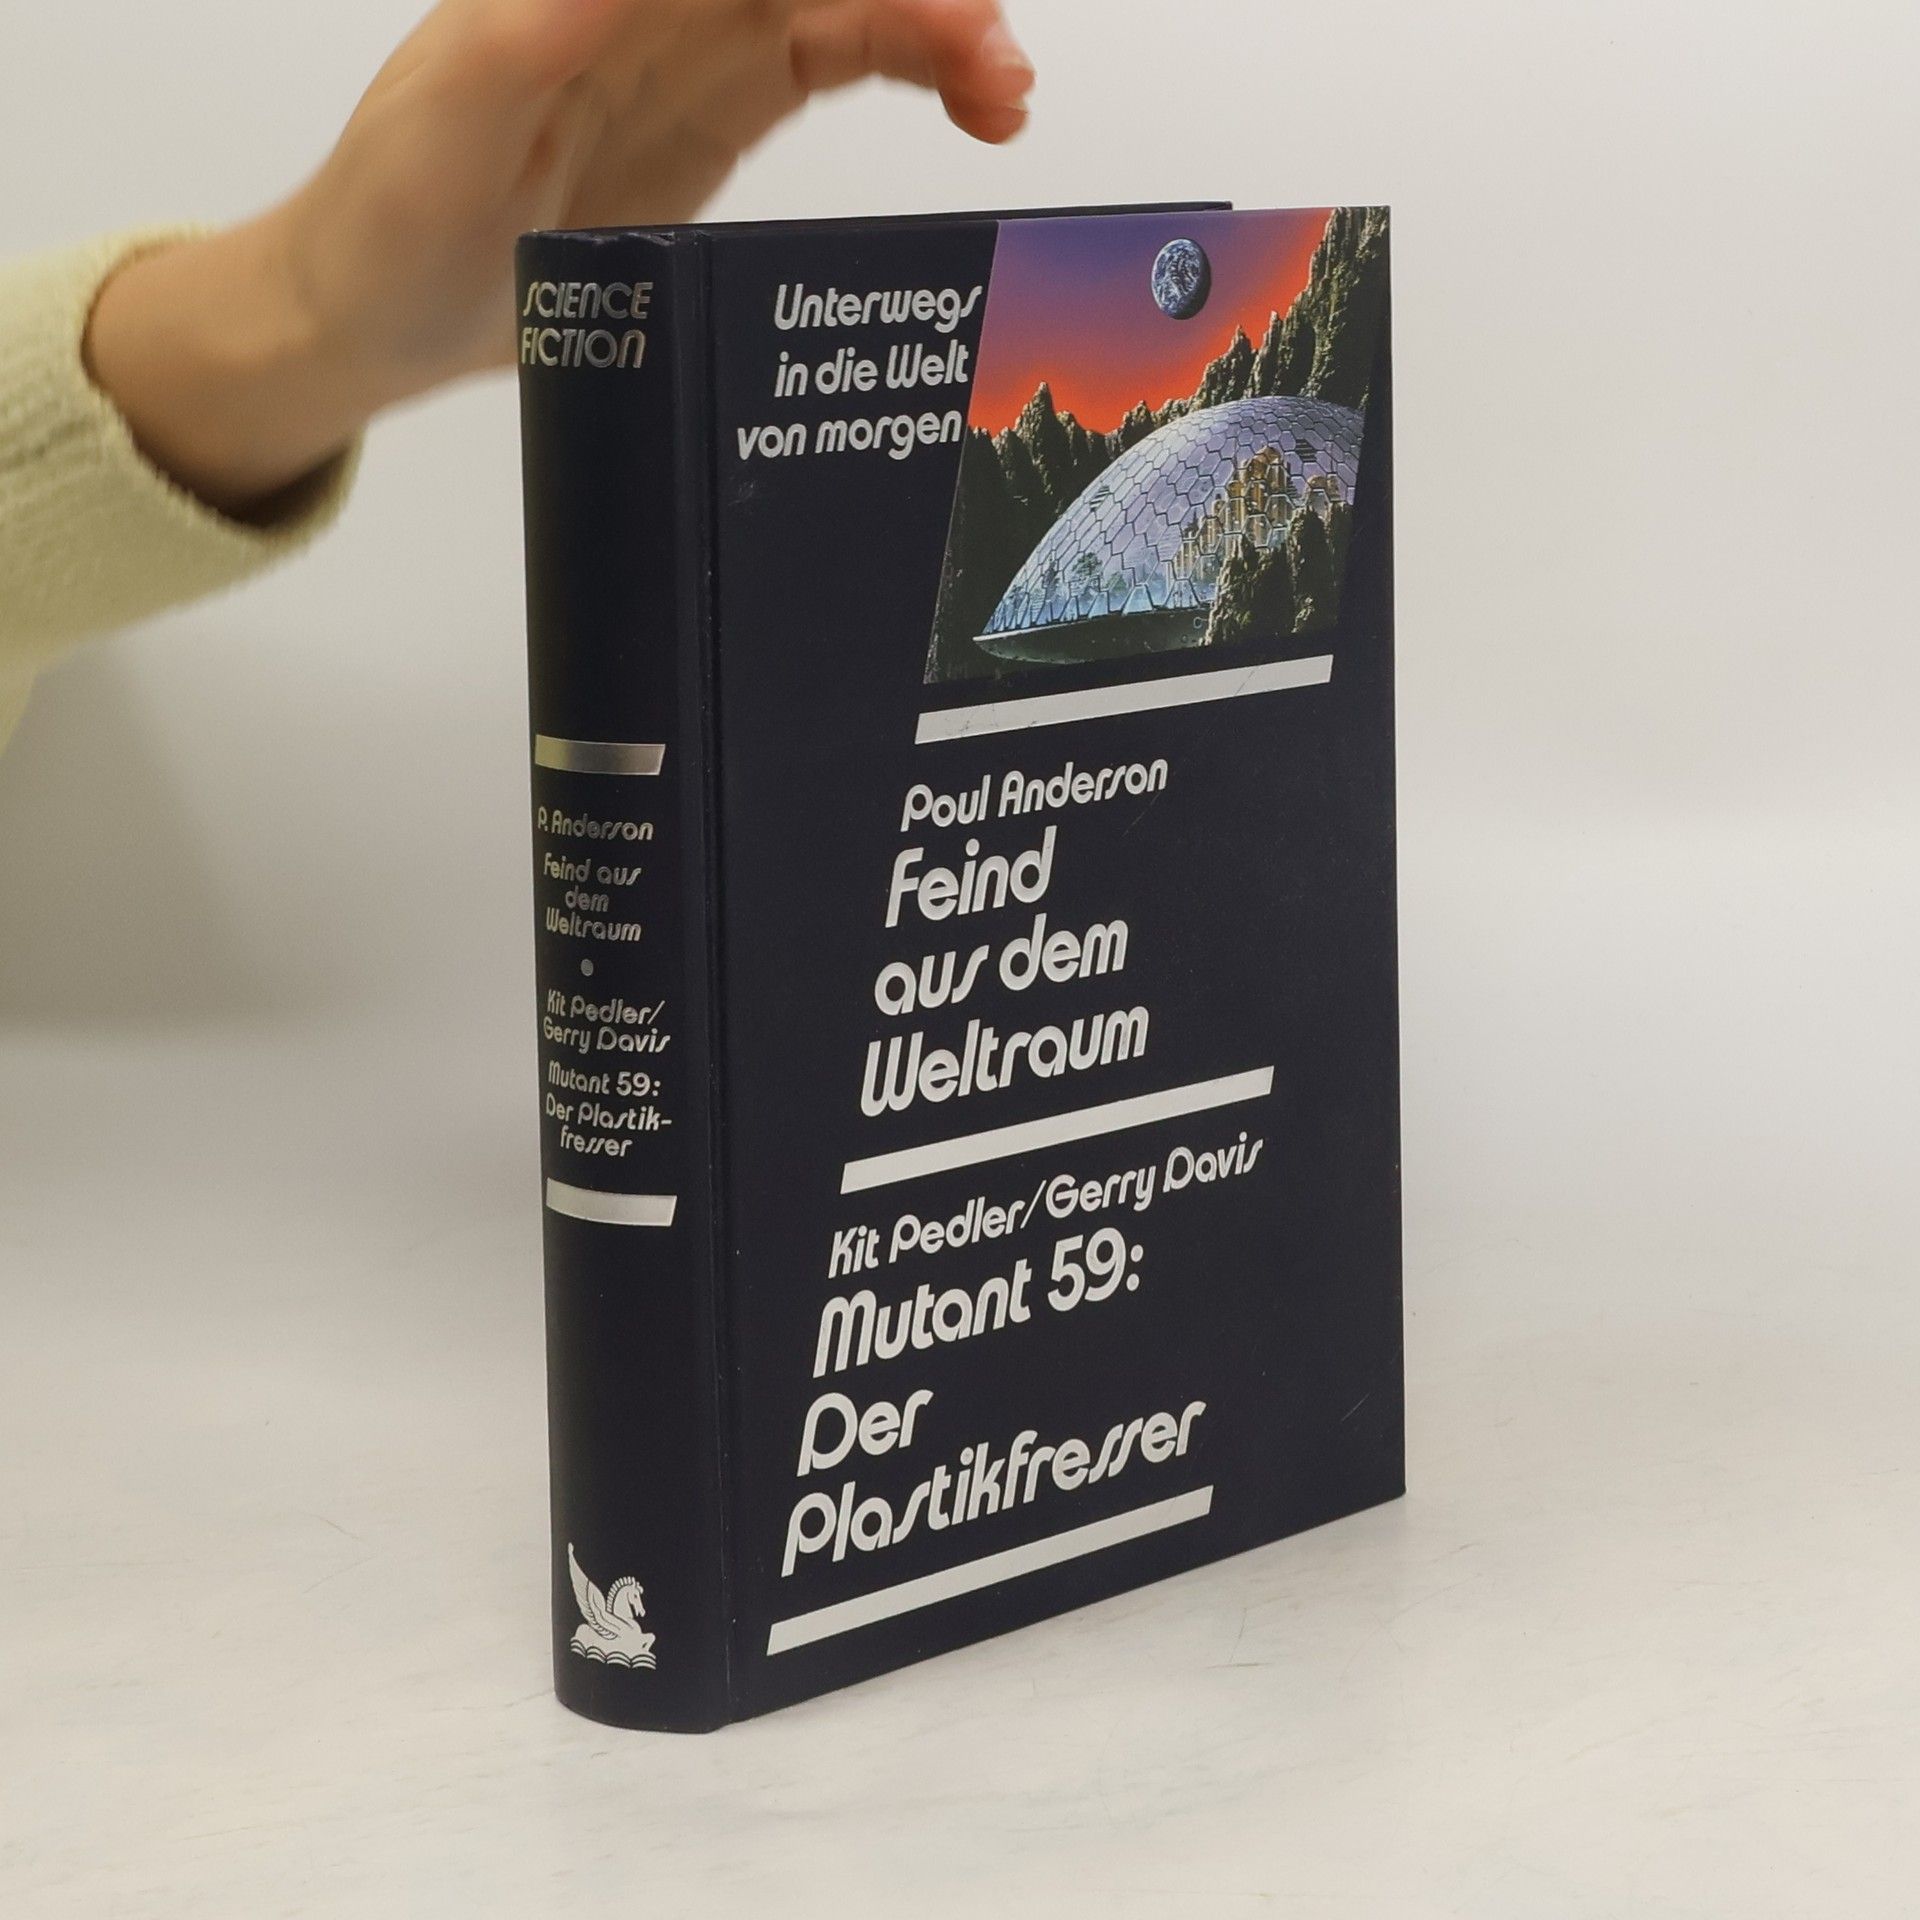 SCIENCE
FICTION
P. Anderson
Feind aus
dem
Weltraum
Kit Pedler/
Gerry Davis
Mutant 59:
Der Plastik-
fresser
Unterwegs
in die Welt
von morgen
Poul Anderson
Feind
aus dem
Weltraum
Kit Pedler/Gerry Davis
Mutant 59:
Der
Plastikfresser